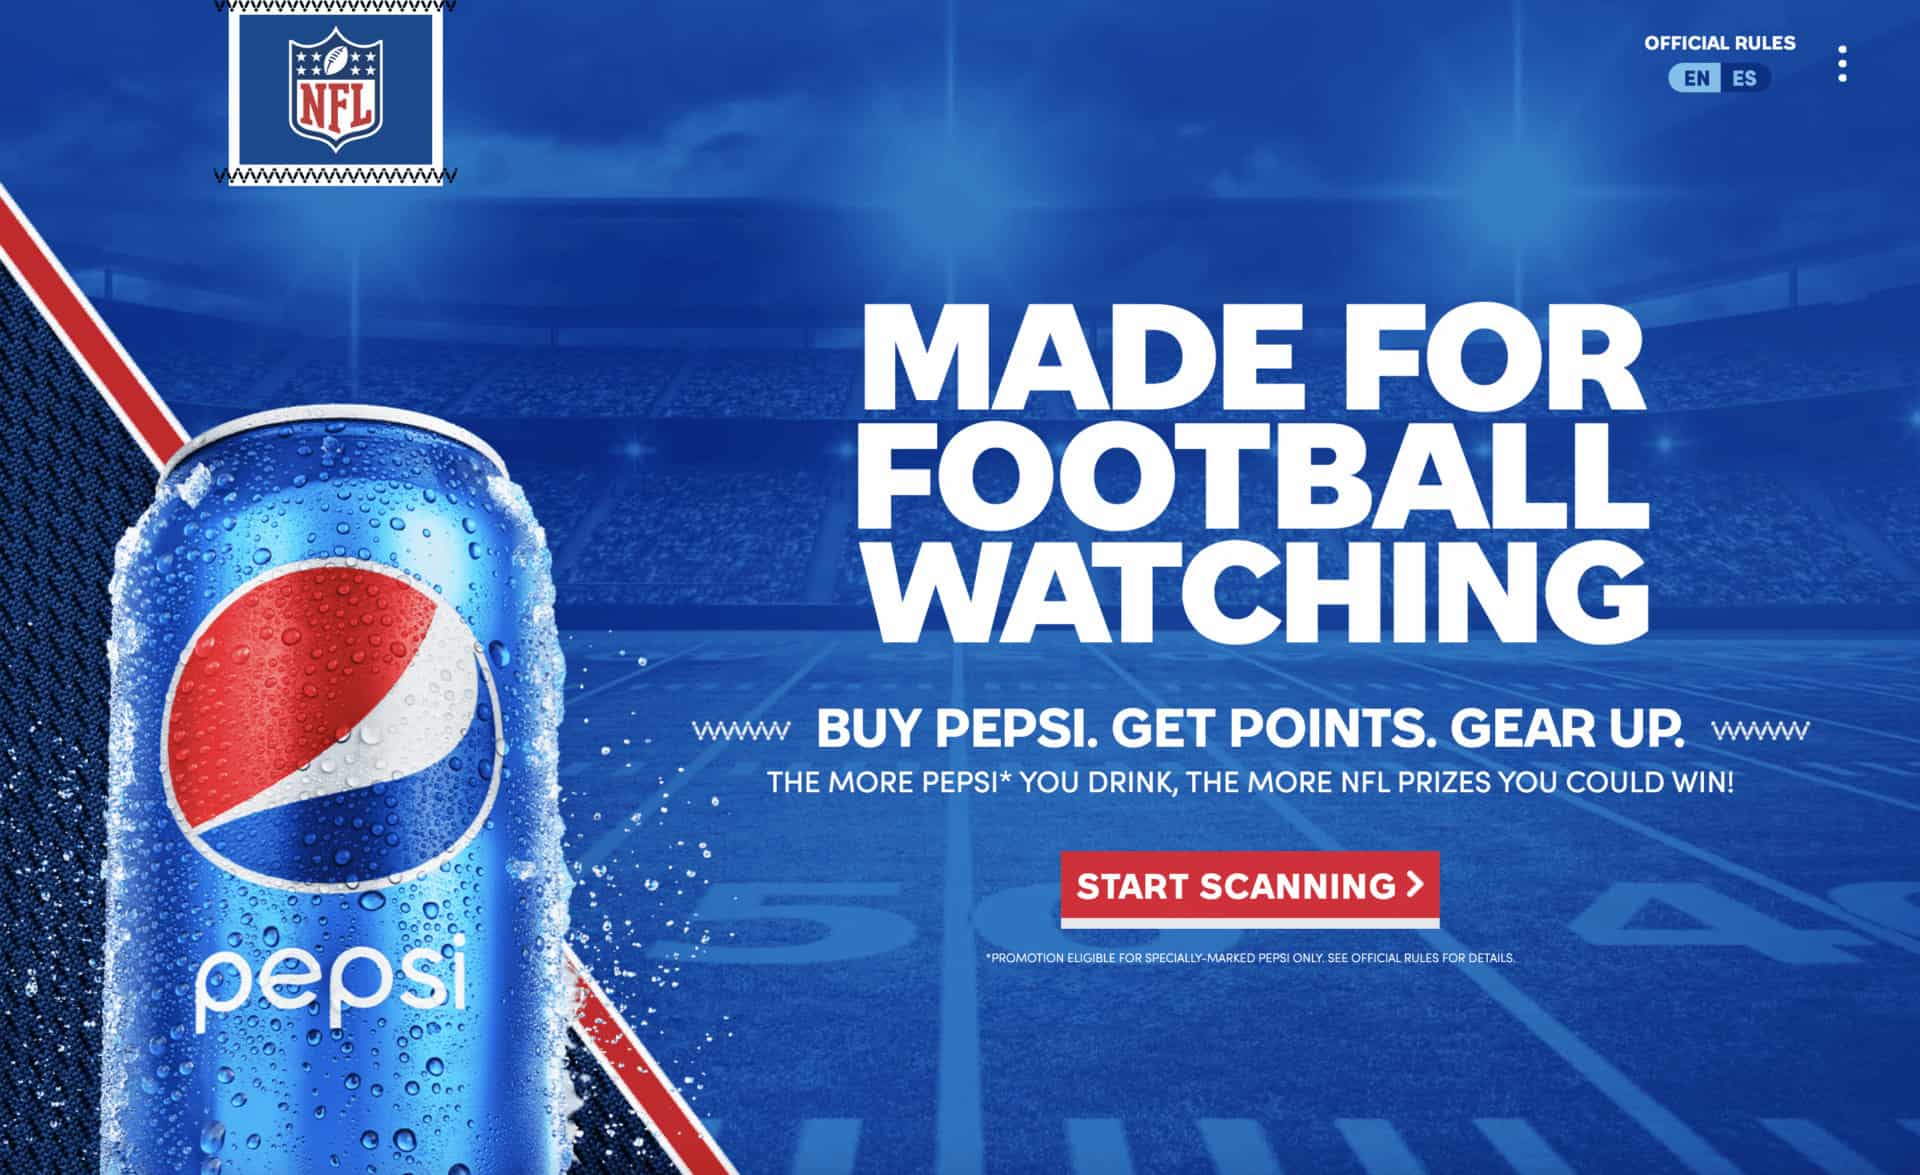 NFL
OFFICIAL RULES
EN ES
MADE FOR
FOOTBALL
WATCHING
BUY PEPSI. GET POINTS. GEAR UP.
THE MORE PEPSI* YOU DRINK, THE MORE NFL PRIZES YOU COULD WIN!
START SCANNING >
*PROMOTION ELIGIBLE FOR SPECIALLY-MARKED PEPSI ONLY. SEE OFFICIAL RULES FOR DETAILS.
pepsi
50
4